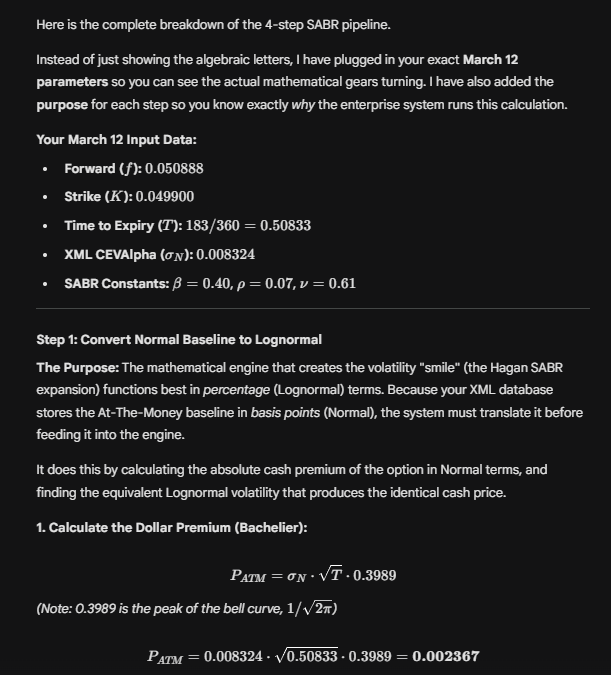 Here is the complete breakdown of the 4-step SABR pipeline.
Instead of just showing the algebraic letters, I have plugged in your exact March 12
parameters so you can see the actual mathematical gears turning. I have also added the
purpose for each step so you know exactly why the enterprise system runs this calculation.
Your March 12 Input Data:
• Forward (f): 0.050888
• Strike (K): 0.049900
• Time to Expiry (T): 183/360 = 0.50833
• XML CEVAlpha (σ_N): 0.008324
• SABR Constants: β = 0.40, ρ = 0.07, ν = 0.61
Step 1: Convert Normal Baseline to Lognormal
The Purpose: The mathematical engine that creates the volatility "smile" (the Hagan SABR
expansion) functions best in percentage (Lognormal) terms. Because your XML database
stores the At-The-Money baseline in basis points (Normal), the system must translate it before
feeding it into the engine.
It does this by calculating the absolute cash premium of the option in Normal terms, and
finding the equivalent Lognormal volatility that produces the identical cash price.
1. Calculate the Dollar Premium (Bachelier):
P_ATM = σ_N · √T · 0.3989
(Note: 0.3989 is the peak of the bell curve, 1/√2π)
P_ATM = 0.008324 · √0.50833 · 0.3989 = 0.002367